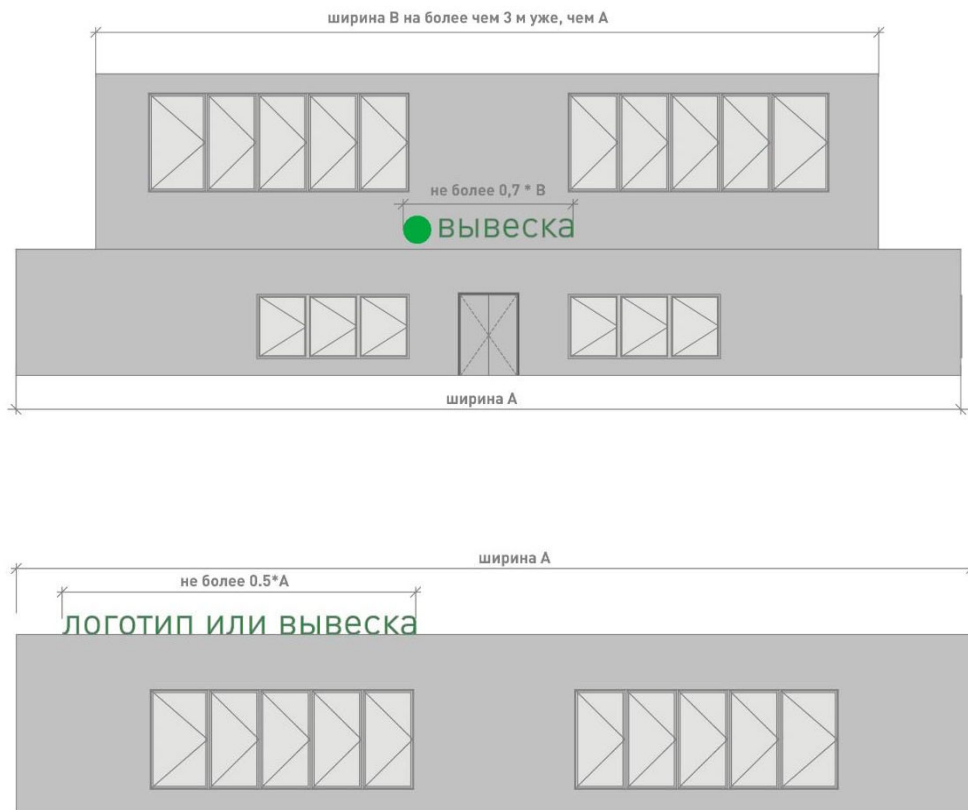 ширина В на более чем 3 м уже, чем А
не более 0,7 * В
вывеска
ширина А
ширина А
не более 0.5*А
логотип или вывеска